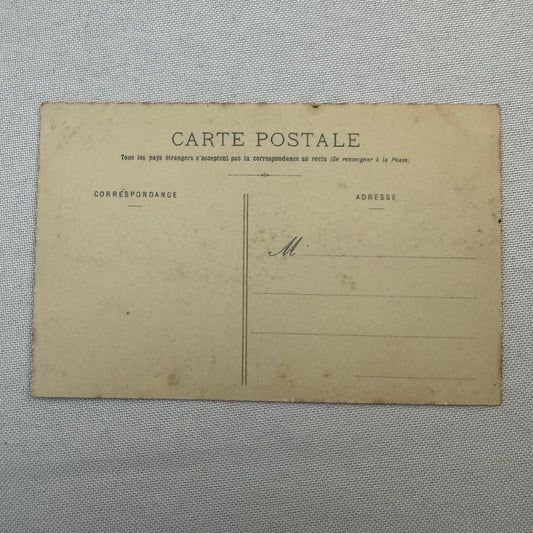 CARTE POSTALE
Tous les pays étrangers n'acceptent pas la correspondance au recto (Se renseigner à la Poste)
CORRESPONDANCE
ADRESSE
M